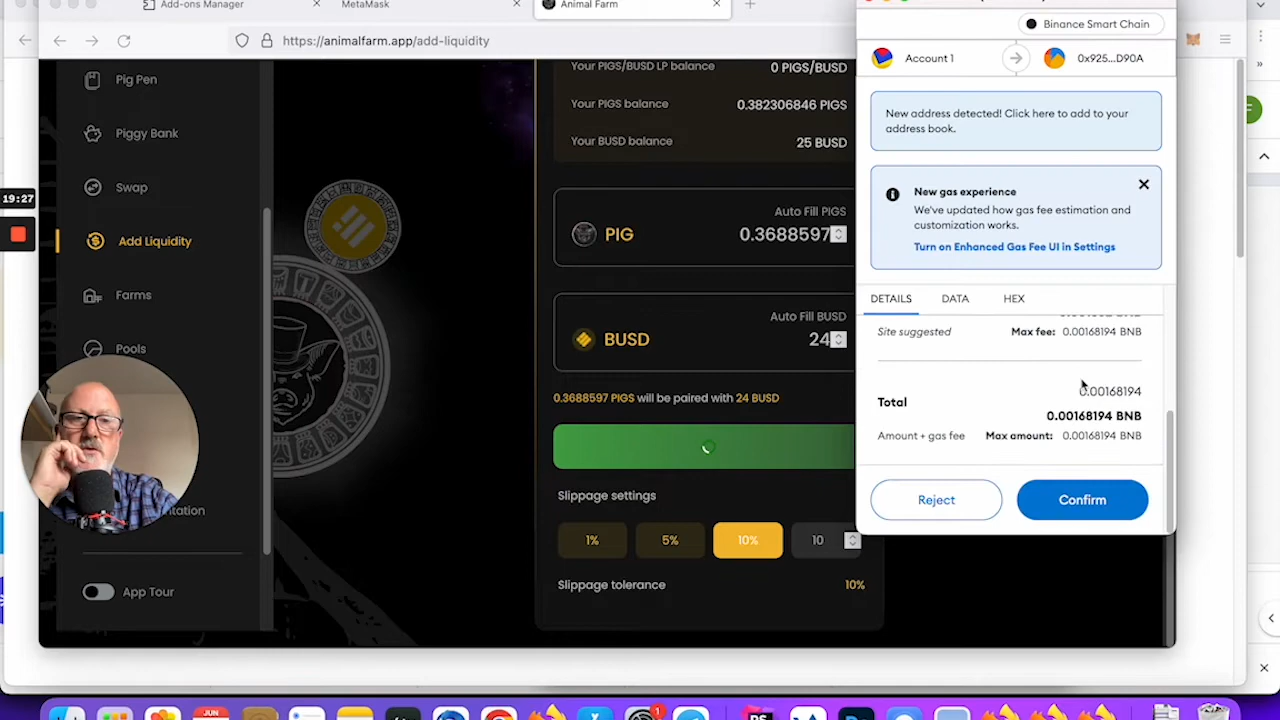 Add-ons Manager
MetaMask
Animal Farm
https://animalfarm.app/add-liquidity
Binance Smart Chain
Account 1
0x925...D90A
New address detected! Click here to add to your
address book.
New gas experience
We've updated how gas fee estimation and
customization works.
Turn on Enhanced Gas Fee UI in Settings
DETAILS
DATA
HEX
Site suggested
Max fee: 0.00168194 BNB
0.00168194
Total
0.00168194 BNB
Amount + gas fee
Max amount: 0.00168194 BNB
Reject
Confirm
Pig Pen
Piggy Bank
Swap
Add Liquidity
Farms
Pools
App Tour
19:27
Your PIGS/BUSD LP balance
0 PIGS/BUSD
Your PIGS balance
0.382306846 PIGS
Your BUSD balance
25 BUSD
Auto Fill PIGS
PIG
0.3688597
Auto Fill BUSD
BUSD
24
0.3688597 PIGS will be paired with 24 BUSD
Slippage settings
1%
5%
10%
10
Slippage tolerance
10%
JUN
1